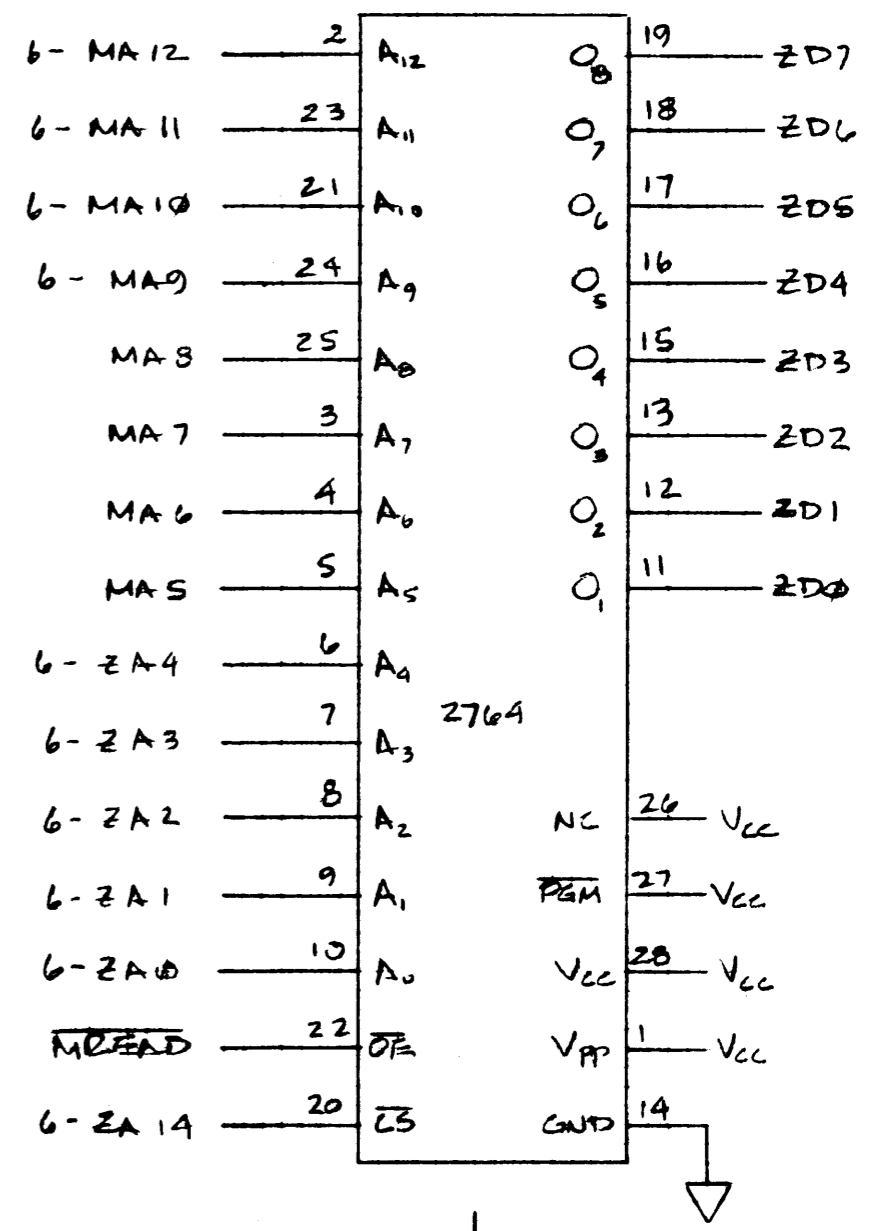 6- MA12 2 A12 O8 19 ZD7
6- MA11 23 A11 O7 18 ZD6
6- MA10 21 A10 O6 17 ZD5
6- MA9 24 A9 O5 16 ZD4
MA8 25 A8 O4 15 ZD3
MA7 3 A7 O3 13 ZD2
MA6 4 A6 O2 12 ZD1
MA5 5 A5 O1 11 ZD0
6- ZA4 6 A4
2764
6- ZA3 7 A3
6- ZA2 8 A2 NC 26 VCC
6- ZA1 9 A1 PGM 27 VCC
6- ZA0 10 A0 VCC 28 VCC
MREAD 22 OE VPP 1 VCC
6- ZA14 20 CS GND 14